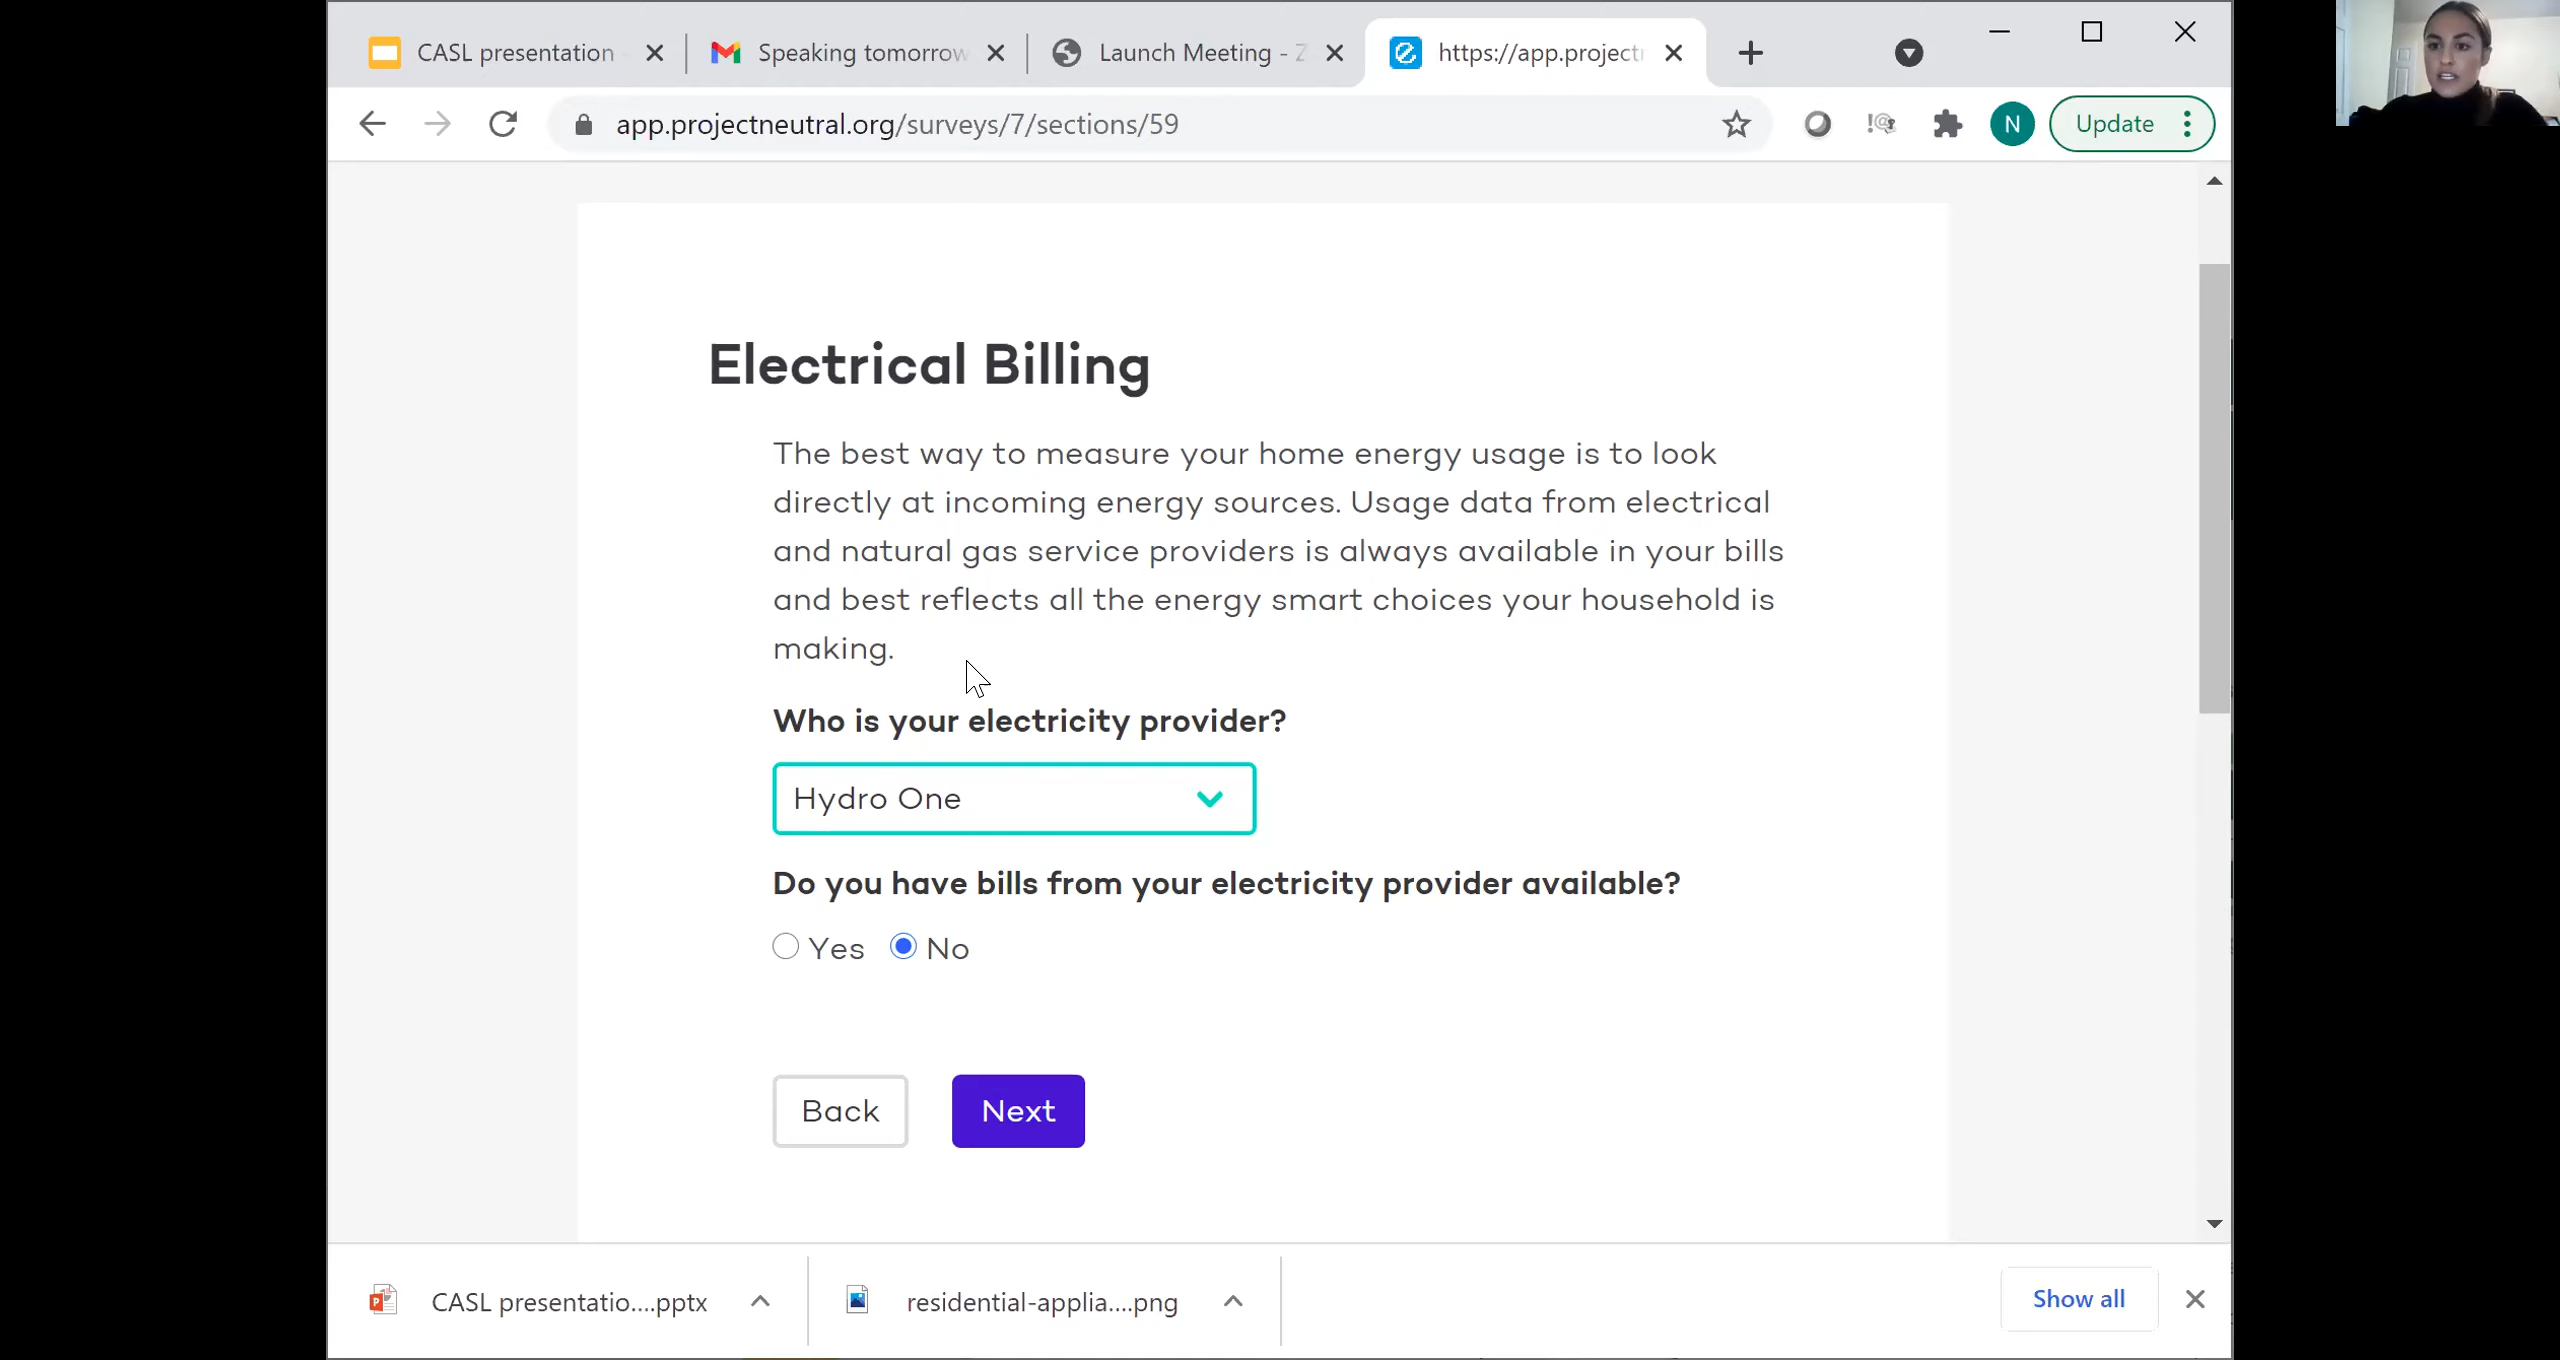 CASL presentation
Speaking tomorrow
Launch Meeting - Z
https://app.project
app.projectneutral.org/surveys/7/sections/59
!@
N
Update
Electrical Billing
The best way to measure your home energy usage is to look
directly at incoming energy sources. Usage data from electrical
and natural gas service providers is always available in your bills
and best reflects all the energy smart choices your household is
making.
Who is your electricity provider?
Hydro One
Do you have bills from your electricity provider available?
Yes No
Back Next
CASL presentatio....pptx
residential-applia....png
Show all